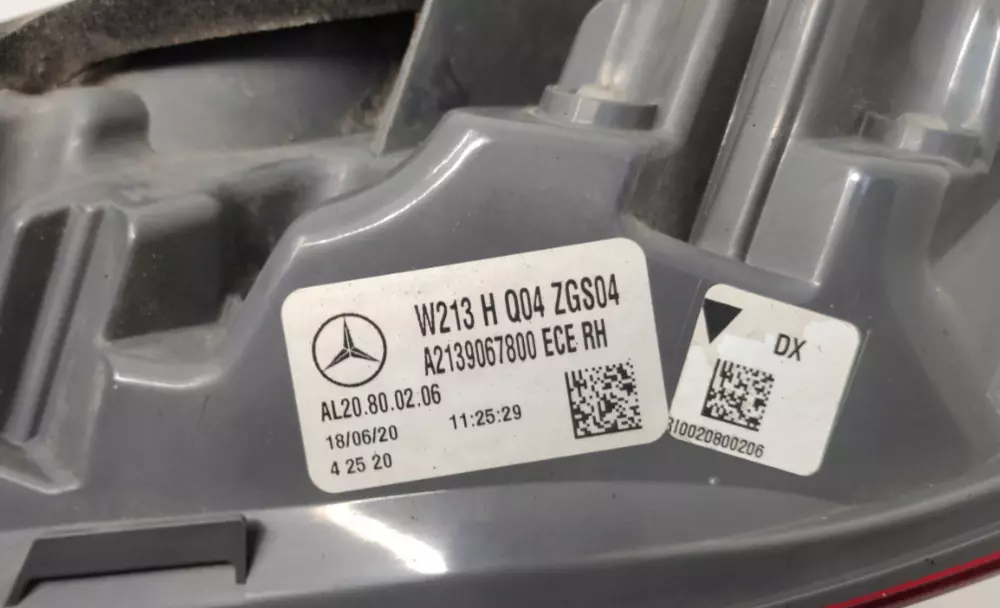 W213 H Q04 ZGS04
A2139067800 ECE RH
AL20.80.02.06
18/06/20 11:25:29
4 25 20
DX
10020800206